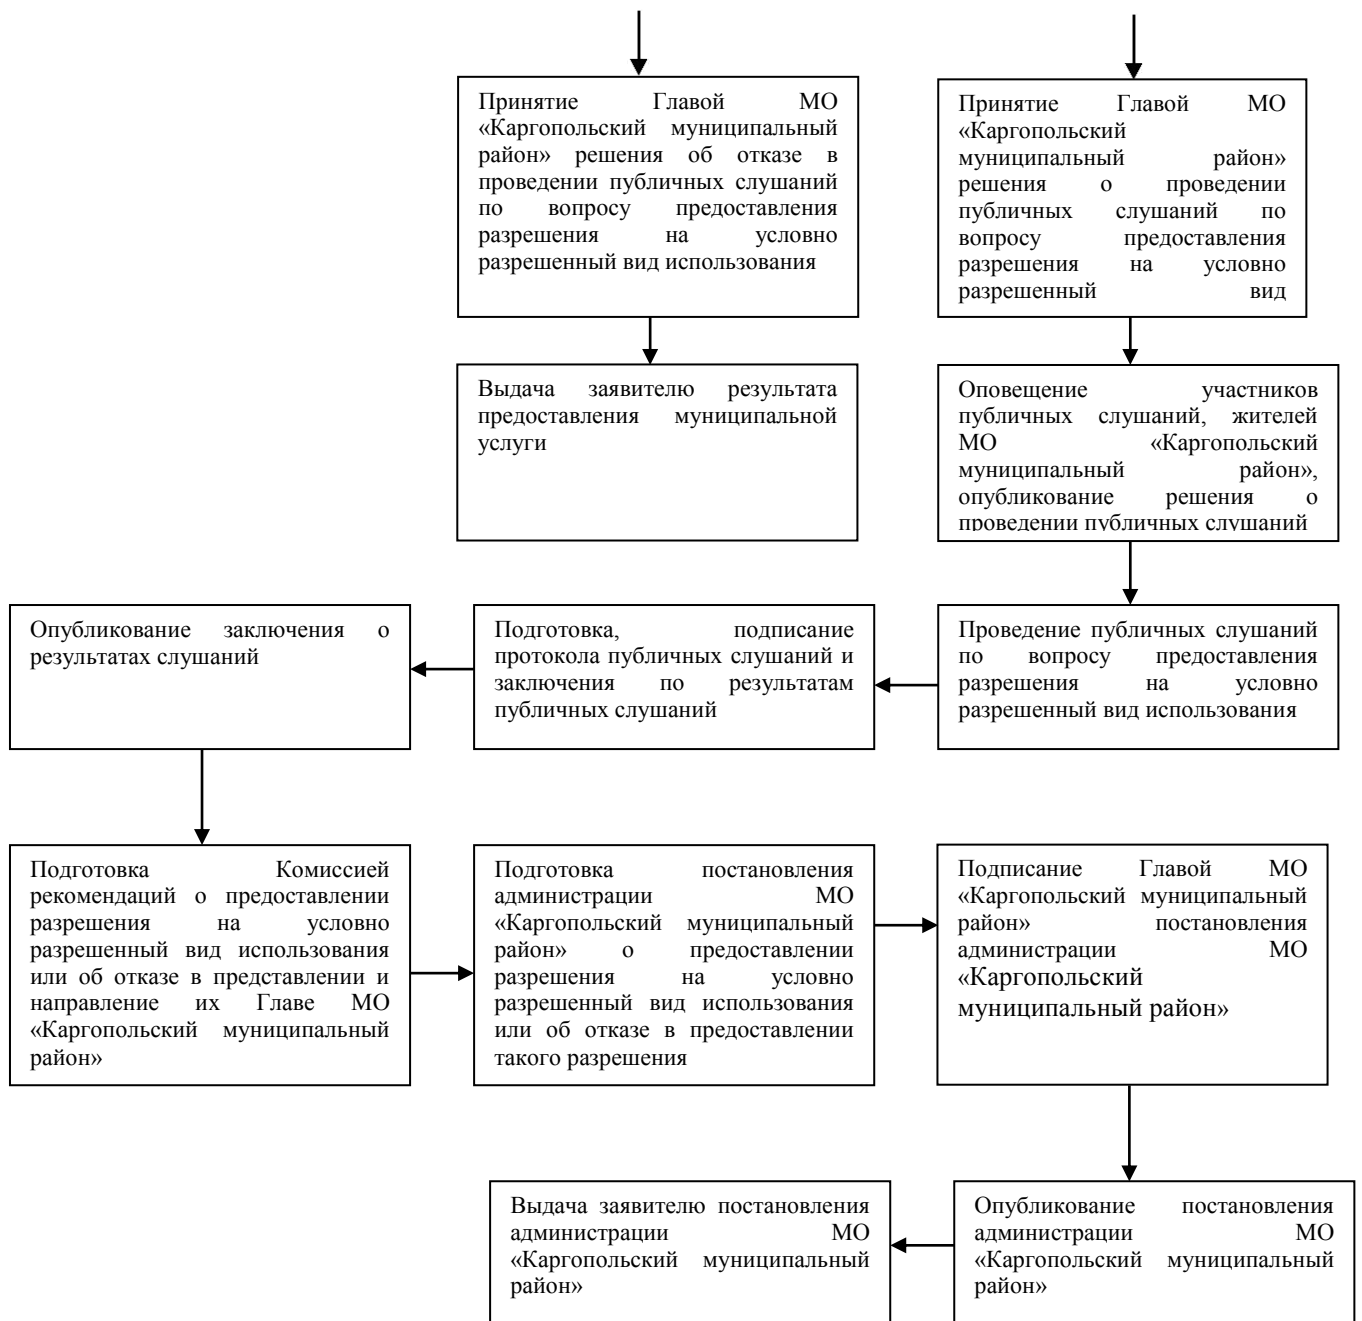 Принятие Главой МО
«Каргопольский муниципальный
район» решения об отказе в
проведении публичных слушаний
по вопросу предоставления
разрешения на условно
разрешенный вид использования
Принятие Главой МО
«Каргопольский
муниципальный район»
решения о проведении
публичных слушаний по
вопросу предоставления
разрешения на условно
разрешенный вид
Выдача заявителю результата
предоставления муниципальной
услуги
Оповещение участников
публичных слушаний, жителей
МО «Каргопольский
муниципальный район»,
опубликование решения о
проведении публичных слушаний
Опубликование заключения о
результатах слушаний
Подготовка, подписание
протокола публичных слушаний и
заключения по результатам
публичных слушаний
Проведение публичных слушаний
по вопросу предоставления
разрешения на условно
разрешенный вид использования
Подготовка Комиссией
рекомендаций о предоставлении
разрешения на условно
разрешенный вид использования
или об отказе в представлении и
направление их Главе МО
«Каргопольский муниципальный
район»
Подготовка постановления
администрации МО
«Каргопольский муниципальный
район» о предоставлении
разрешения на условно
разрешенный вид использования
или об отказе в предоставлении
такого разрешения
Подписание Главой МО
«Каргопольский муниципальный
район» постановления
администрации МО
«Каргопольский
муниципальный район»
Выдача заявителю постановления
администрации МО
«Каргопольский муниципальный
район»
Опубликование постановления
администрации МО
«Каргопольский муниципальный
район»